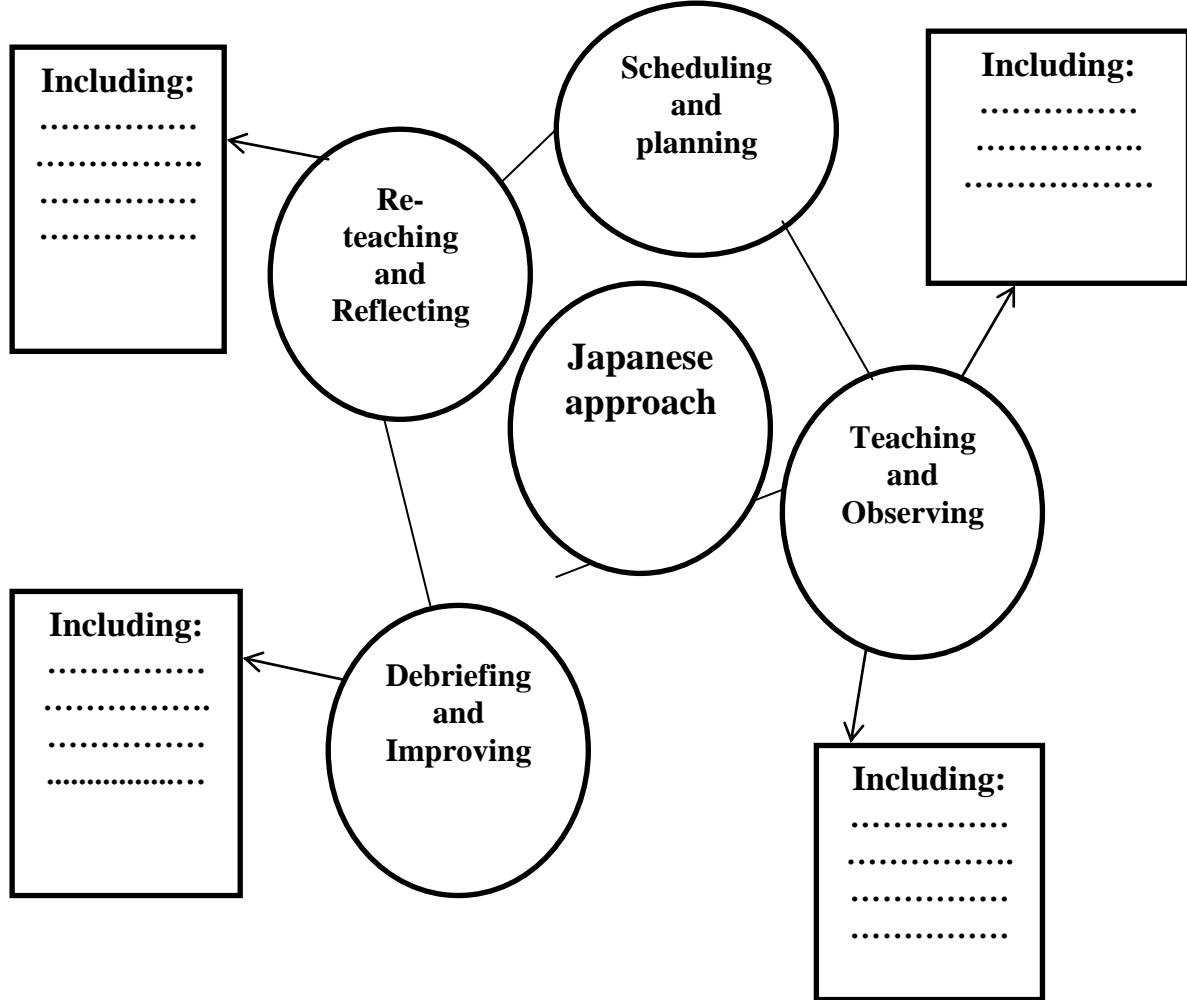 Including:
……………
…………….
……………
……………
Scheduling
and
planning
Including:
……………
…………….
………………
Re-
teaching
and
Reflecting
Japanese
approach
Teaching
and
Observing
Including:
……………
…………….
……………
................…
Debriefing
and
Improving
Including:
……………
…………….
……………
……………